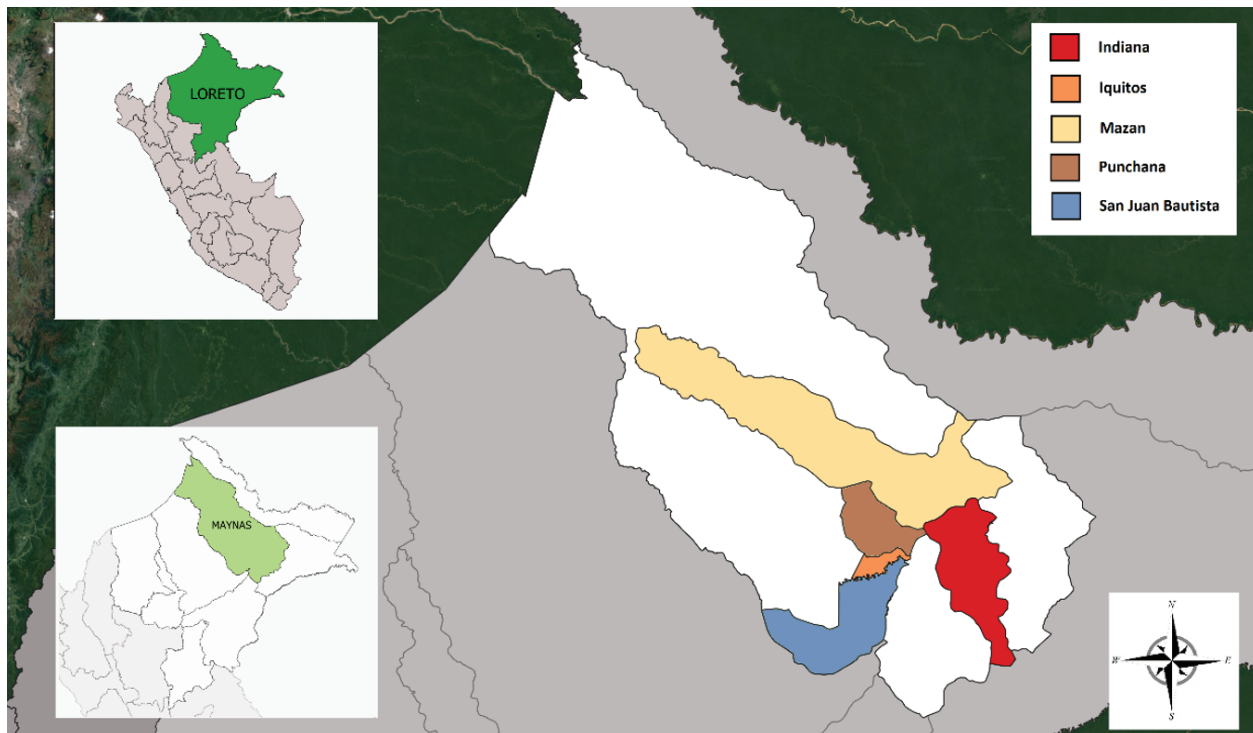 LORETO
MAYNAS
Indiana
Iquitos
Mazan
Punchana
San Juan Bautista
N
W
E
S